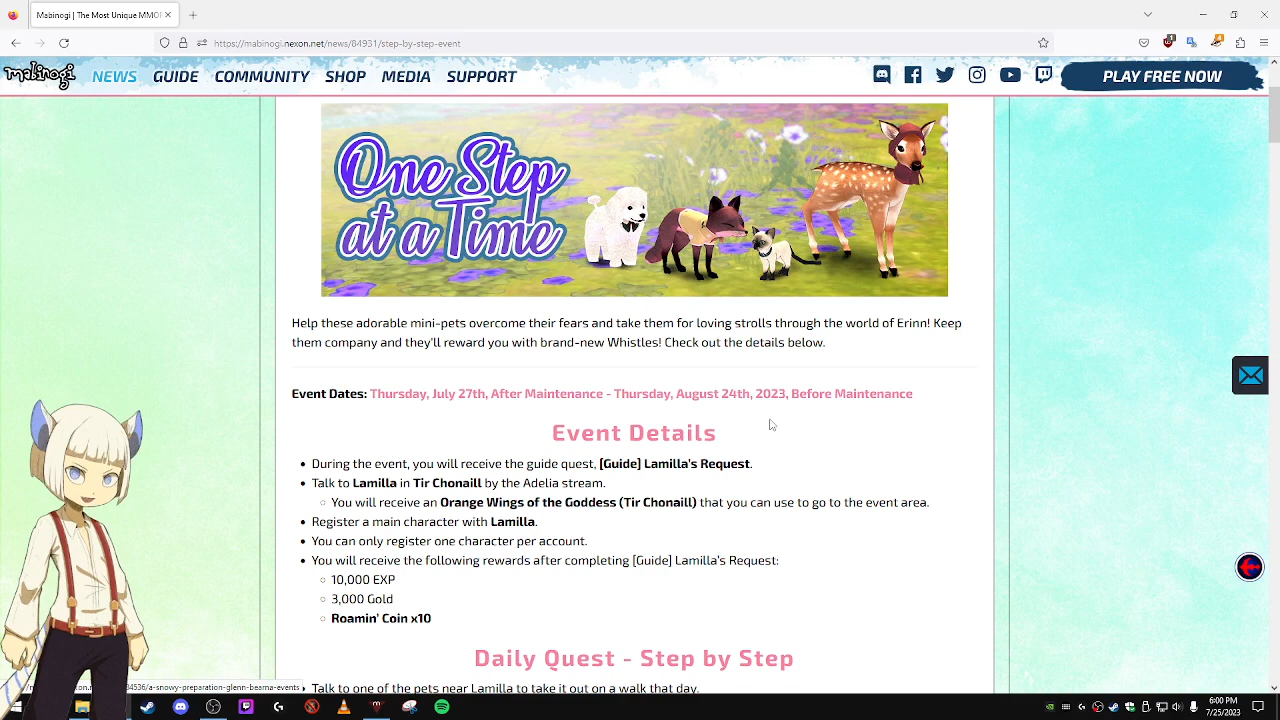 Mabinogi | The Most Unique MMO
https://mabinogi.nexon.net/news/84931/step-by-step-event
mabinogi NEWS GUIDE COMMUNITY SHOP MEDIA SUPPORT PLAY FREE NOW
One Step
at a Time
Help these adorable mini-pets overcome their fears and take them for loving strolls through the world of Erinn! Keep
them company and they'll reward you with brand-new Whistles! Check out the details below.
Event Dates: Thursday, July 27th, After Maintenance - Thursday, August 24th, 2023, Before Maintenance
Event Details
• During the event, you will receive the guide quest, [Guide] Lamilla's Request.
• Talk to Lamilla in Tir Chonaill by the Adelia stream.
○ You will receive an Orange Wings of the Goddess (Tir Chonaill) that you can use to go to the event area.
• Register a main character with Lamilla.
• You can only register one character per account.
• You will receive the following rewards after completing [Guide] Lamilla's Request:
○ 10,000 EXP
○ 3,000 Gold
○ Roamin' Coin x10
Daily Quest - Step by Step
Talk to one of the pets near Lamilla to take it out on a walk that day.
84536/a-snowy-preparation-glenn-bearna-events
6:00 PM
7/25/2023